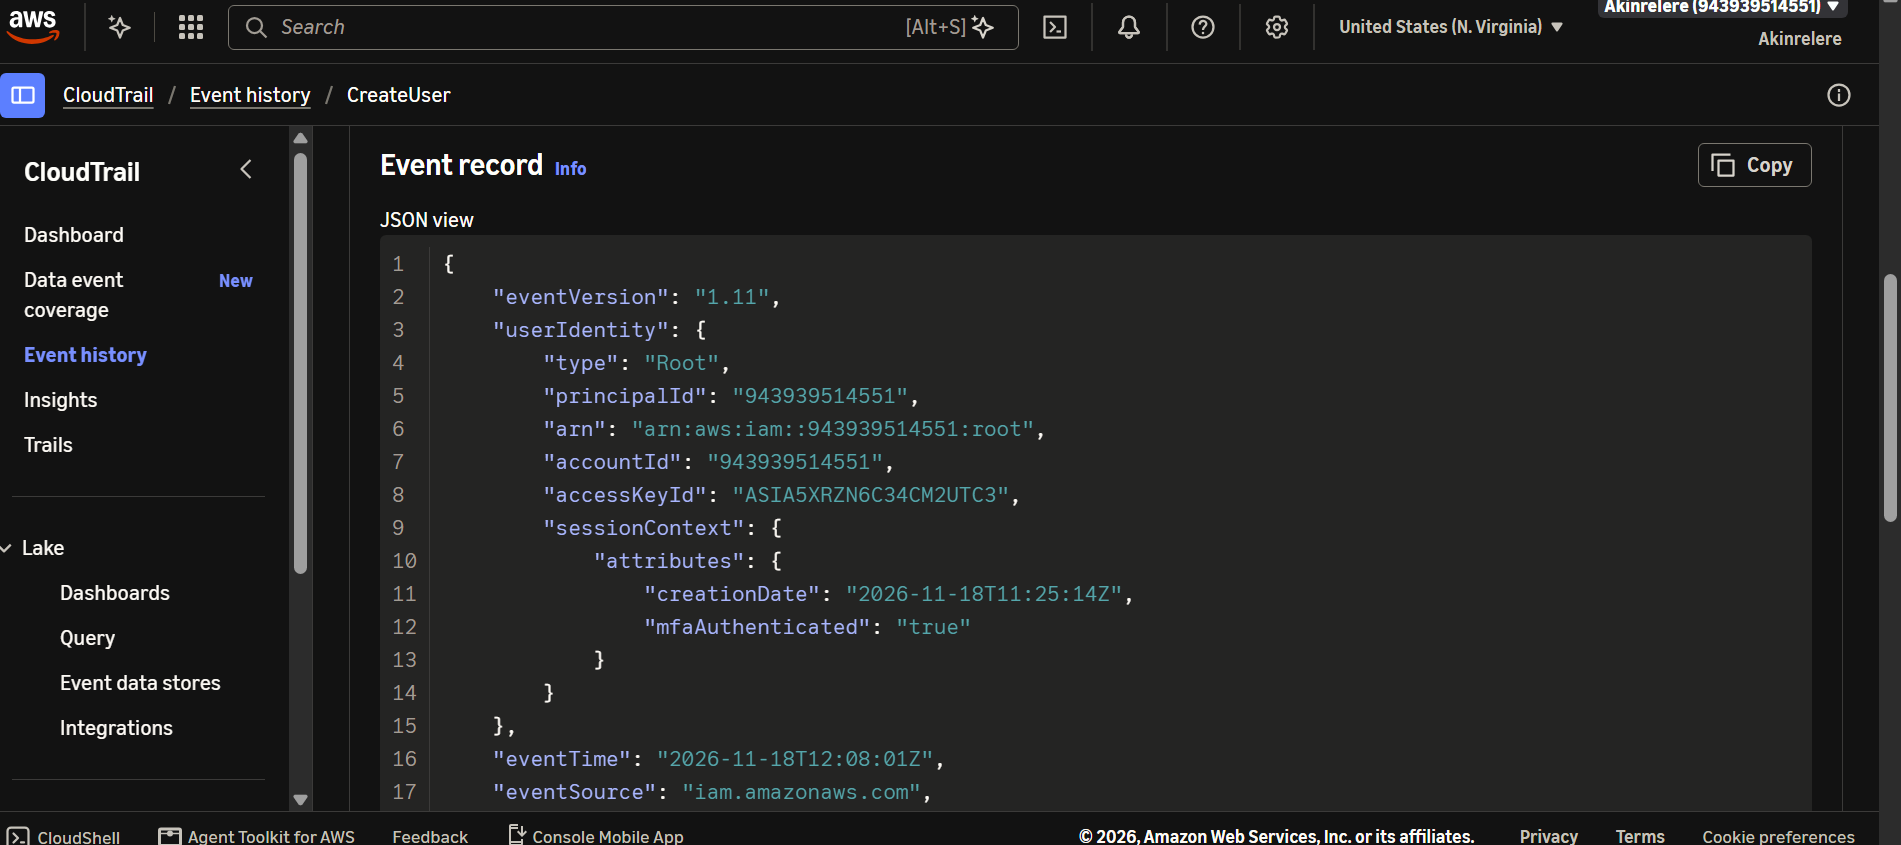 aws
Search [Alt+S]
United States (N. Virginia)
Akinrelere (943939514551)
Akinrelere
CloudTrail / Event history / CreateUser
CloudTrail
Dashboard
Data event coverage New
Event history
Insights
Trails
Lake
Dashboards
Query
Event data stores
Integrations
Event record Info
Copy
JSON view
1 {
2 "eventVersion": "1.11",
3 "userIdentity": {
4 "type": "Root",
5 "principalId": "943939514551",
6 "arn": "arn:aws:iam::943939514551:root",
7 "accountId": "943939514551",
8 "accessKeyId": "ASIA5XRZN6C34CM2UTC3",
9 "sessionContext": {
10 "attributes": {
11 "creationDate": "2026-11-18T11:25:14Z",
12 "mfaAuthenticated": "true"
13 }
14 }
15 },
16 "eventTime": "2026-11-18T12:08:01Z",
17 "eventSource": "iam.amazonaws.com",
CloudShell Agent Toolkit for AWS Feedback Console Mobile App © 2026, Amazon Web Services, Inc. or its affiliates. Privacy Terms Cookie preferences